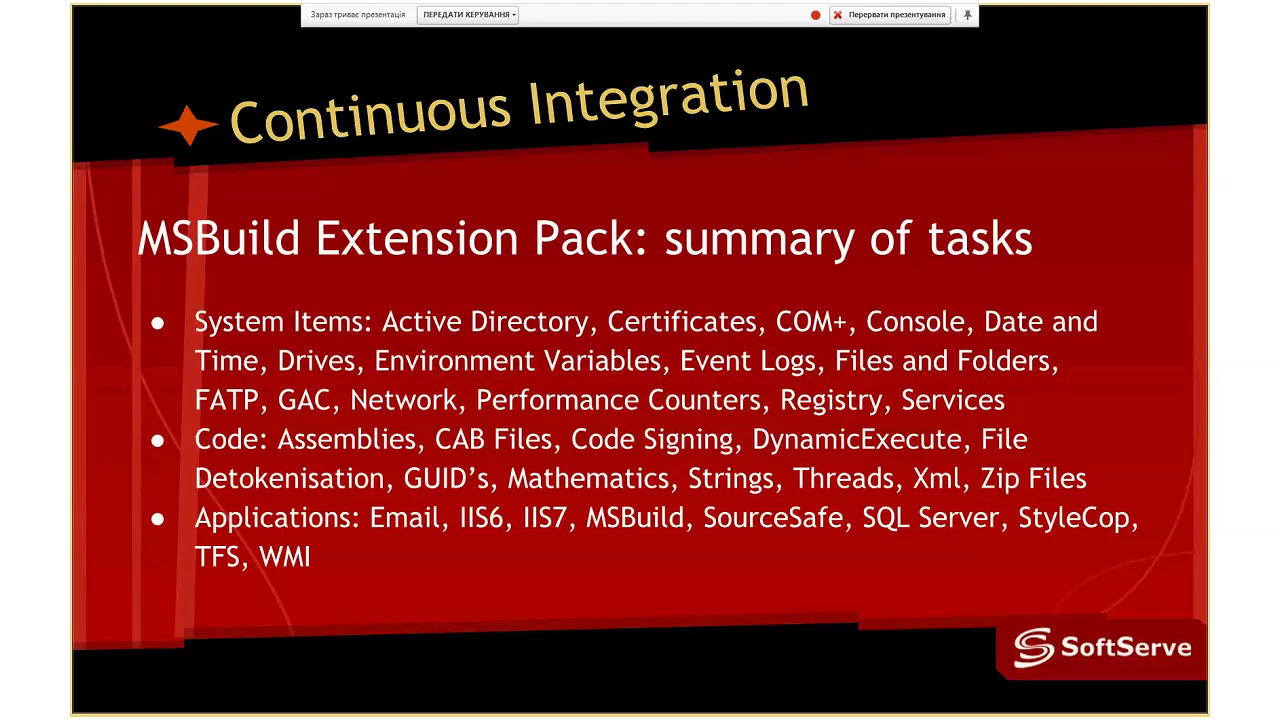 Зараз триває презентація ПЕРЕДАТИ КЕРУВАННЯ Перервати презентування
Continuous Integration
MSBuild Extension Pack: summary of tasks
● System Items: Active Directory, Certificates, COM+, Console, Date and
Time, Drives, Environment Variables, Event Logs, Files and Folders,
FATP, GAC, Network, Performance Counters, Registry, Services
● Code: Assemblies, CAB Files, Code Signing, DynamicExecute, File
Detokenisation, GUID’s, Mathematics, Strings, Threads, Xml, Zip Files
● Applications: Email, IIS6, IIS7, MSBuild, SourceSafe, SQL Server, StyleCop,
TFS, WMI
SoftServe